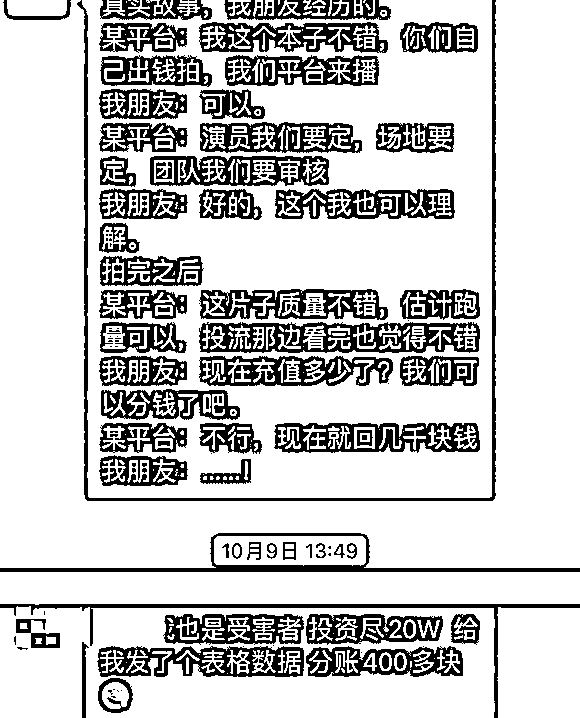 真实故事，我朋友经历的。
某平台：我这个本子不错，你们自
己出钱拍，我们平台来播
我朋友：可以。
某平台：演员我们要定，场地要
定，团队我们要审核
我朋友：好的，这个我也可以理
解。
拍完之后
某平台：这片子质量不错，估计跑
量可以，投流那边看完也觉得不错
我朋友：现在充值多少了？我们可
以分钱了吧。
某平台：不行，现在就回几千块钱
我朋友：……！
10月9日 13:49
也是受害者 投资尽20W 给
我发了个表格数据 分账400多块